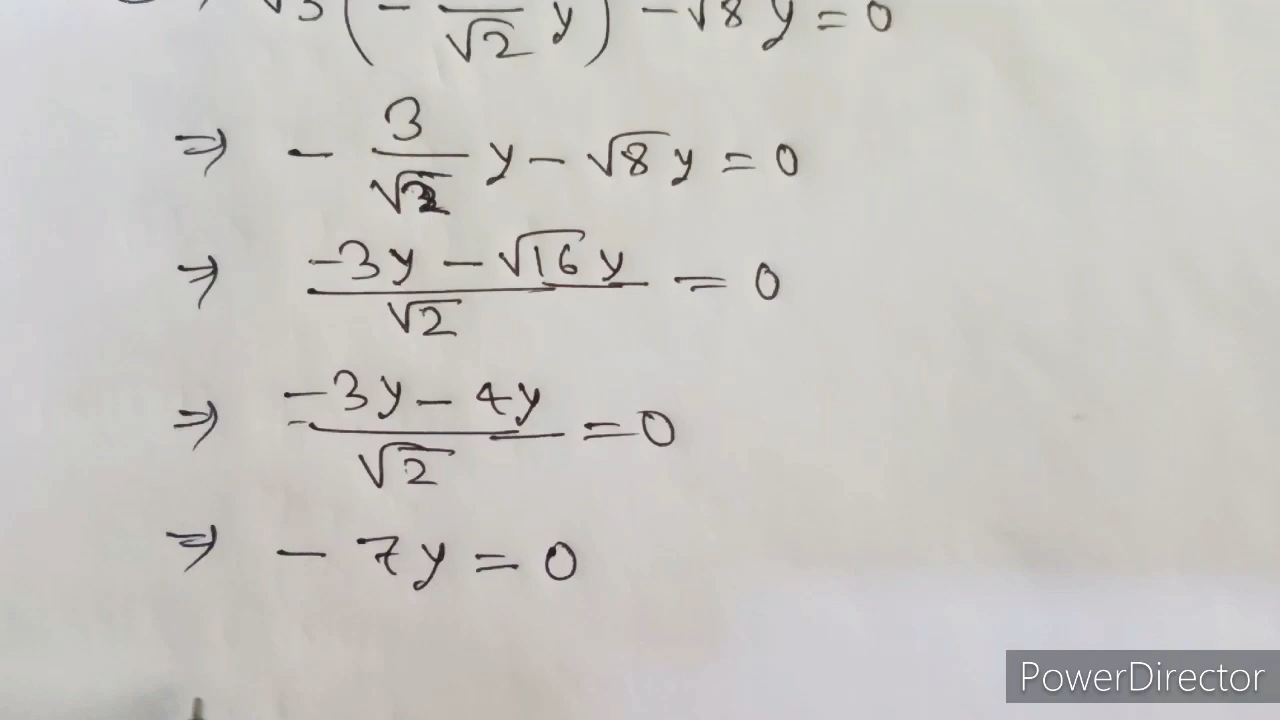 √3(-  /√2 y) - √8 y = 0
⇒ - 3/√2 y - √8 y = 0
⇒ (-3y - √16 y)/√2 = 0
⇒ (-3y - 4y)/√2 = 0
⇒ - 7y = 0
PowerDirector